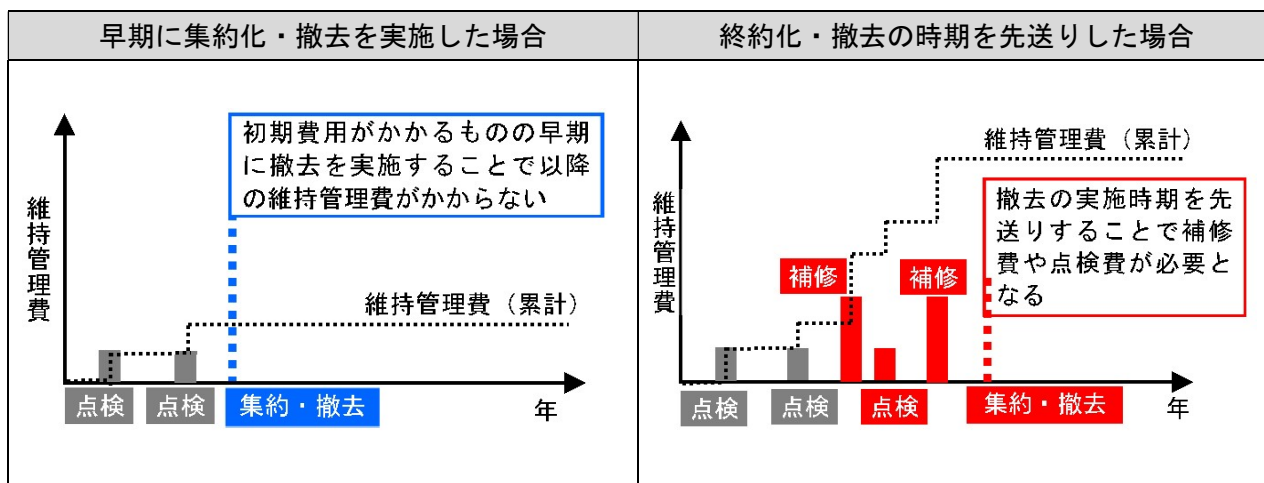 早期に集約化・撤去を実施した場合
終約化・撤去の時期を先送りした場合
維持管理費
初期費用がかかるものの早期
に撤去を実施することで以降
の維持管理費がかからない
維持管理費（累計）
点検
点検
集約・撤去
年
維持管理費
維持管理費（累計）
撤去の実施時期を先
送りすることで補修
費や点検費が必要と
なる
補修
補修
点検
点検
点検
集約・撤去
年